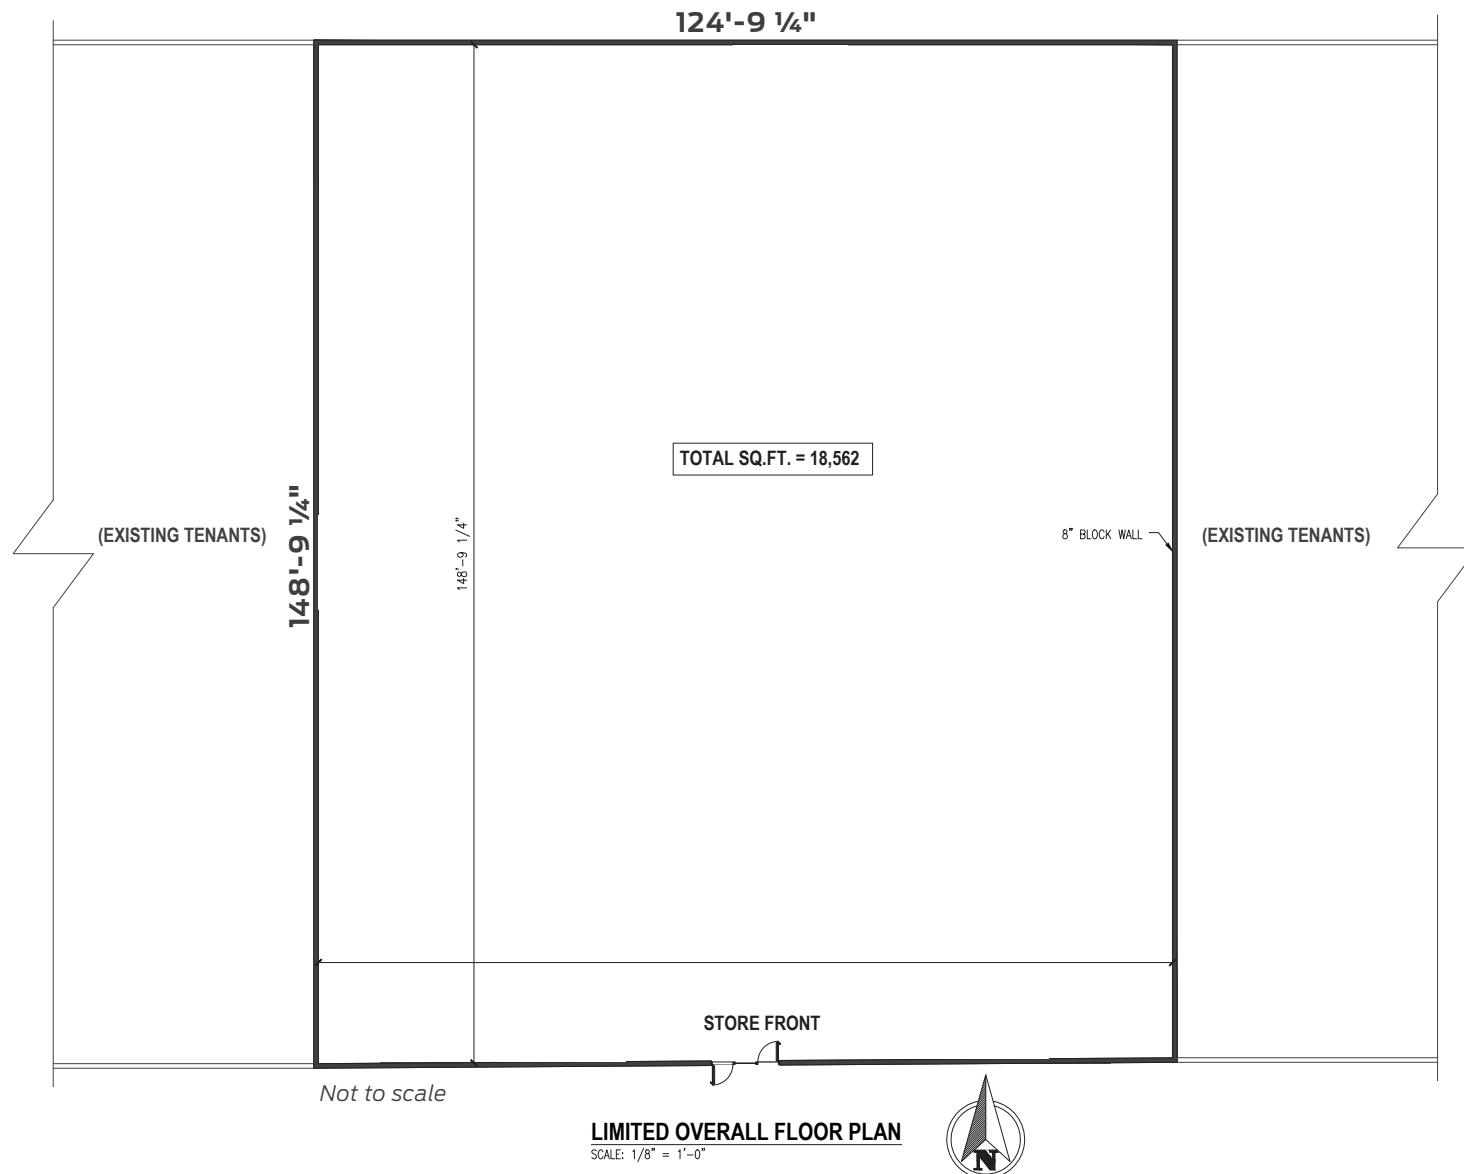 124'-9 ¼"
TOTAL SQ.FT. = 18,562
148'-9 ¼"
148'-9 1/4"
(EXISTING TENANTS)
8" BLOCK WALL
(EXISTING TENANTS)
STORE FRONT
Not to scale
LIMITED OVERALL FLOOR PLAN
SCALE: 1/8" = 1'-0"
N